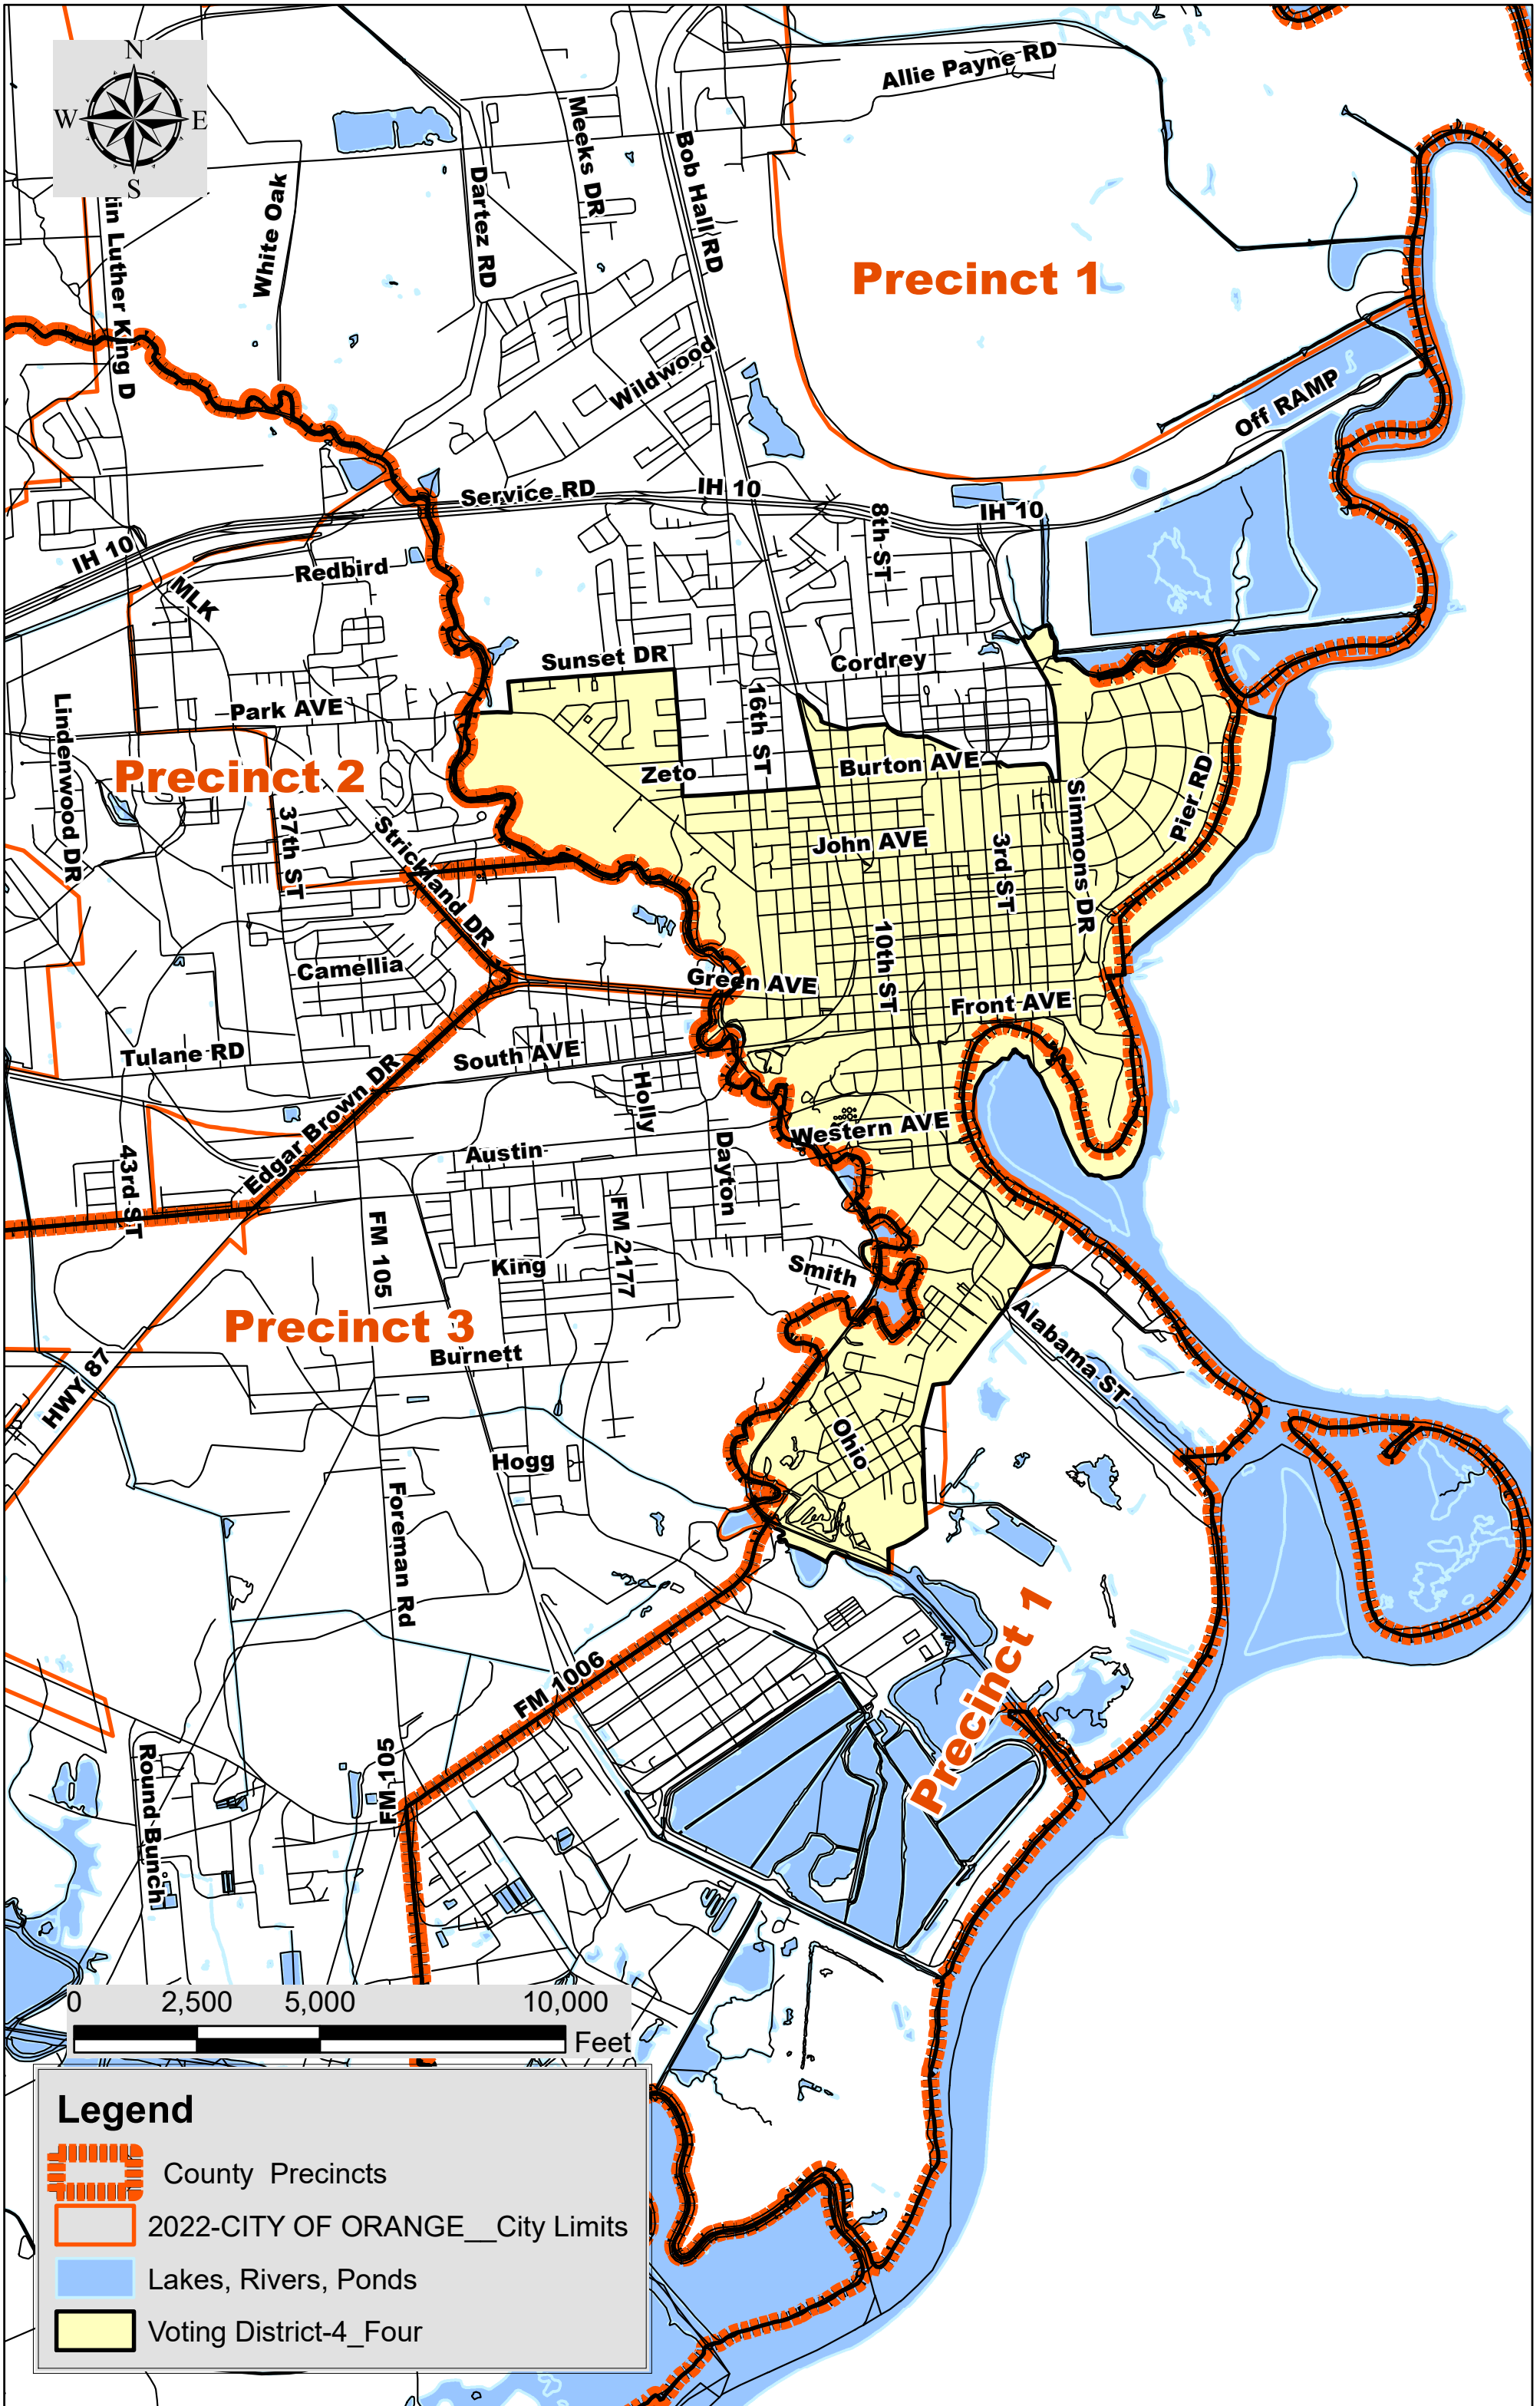 N
W E
S
Allie Payne RD
Meeks DR
Bob Hall RD
Dartez RD
White Oak
tin Luther King D
Precinct 1
Wildwood
Off RAMP
Service RD
IH 10
IH 10
8th ST
IH 10
Redbird
MLK
Sunset DR
Cordrey
16th ST
Park AVE
Lindenwood DR
Precinct 2
Zeto
Burton AVE
Pier RD
Simmons DR
37th ST
Strickland DR
John AVE
3rd ST
10th ST
Camellia
Green AVE
Front AVE
Tulane RD
South AVE
Edgar Brown DR
Holly
Western AVE
Austin
Dayton
43rd ST
FM 105
FM 2177
King
Smith
Precinct 3
Alabama ST
Burnett
HWY 87
Ohio
Hogg
Foreman Rd
Precinct 1
FM 1006
FM 105
Round Bunch
0 2,500 5,000 10,000
Feet
Legend
County Precincts
2022-CITY OF ORANGE__City Limits
Lakes, Rivers, Ponds
Voting District-4_Four